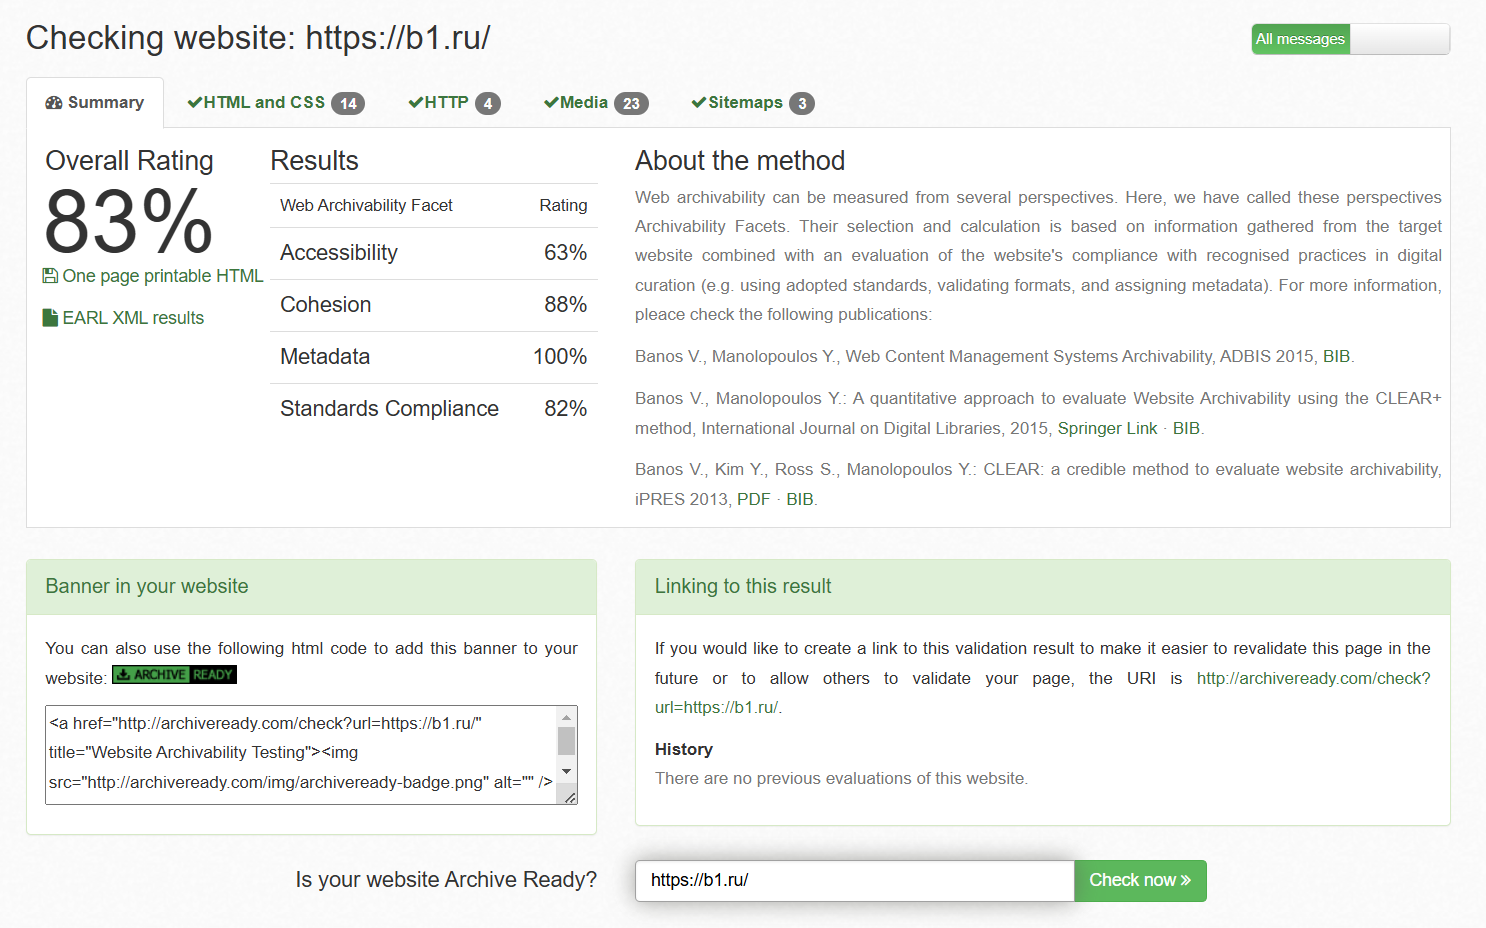 Checking website: https://b1.ru/
All messages
Summary
HTML and CSS 14
HTTP 4
Media 23
Sitemaps 3
Overall Rating
83%
One page printable HTML
EARL XML results
Results
Web Archivability Facet Rating
Accessibility 63%
Cohesion 88%
Metadata 100%
Standards Compliance 82%
About the method
Web archivability can be measured from several perspectives. Here, we have called these perspectives
Archivability Facets. Their selection and calculation is based on information gathered from the target
website combined with an evaluation of the website's compliance with recognised practices in digital
curation (e.g. using adopted standards, validating formats, and assigning metadata). For more information,
pleace check the following publications:
Banos V., Manolopoulos Y., Web Content Management Systems Archivability, ADBIS 2015, BIB.
Banos V., Manolopoulos Y.: A quantitative approach to evaluate Website Archivability using the CLEAR+
method, International Journal on Digital Libraries, 2015, Springer Link · BIB.
Banos V., Kim Y., Ross S., Manolopoulos Y.: CLEAR: a credible method to evaluate website archivability,
iPRES 2013, PDF · BIB.
Banner in your website
You can also use the following html code to add this banner to your
website: ARCHIVE READY
<a href="http://archiveready.com/check?url=https://b1.ru/"
title="Website Archivability Testing"><img
src="http://archiveready.com/img/archiveready-badge.png" alt="" />
Linking to this result
If you would like to create a link to this validation result to make it easier to revalidate this page in the
future or to allow others to validate your page, the URI is http://archiveready.com/check?
url=https://b1.ru/.
History
There are no previous evaluations of this website.
Is your website Archive Ready?
https://b1.ru/
Check now »